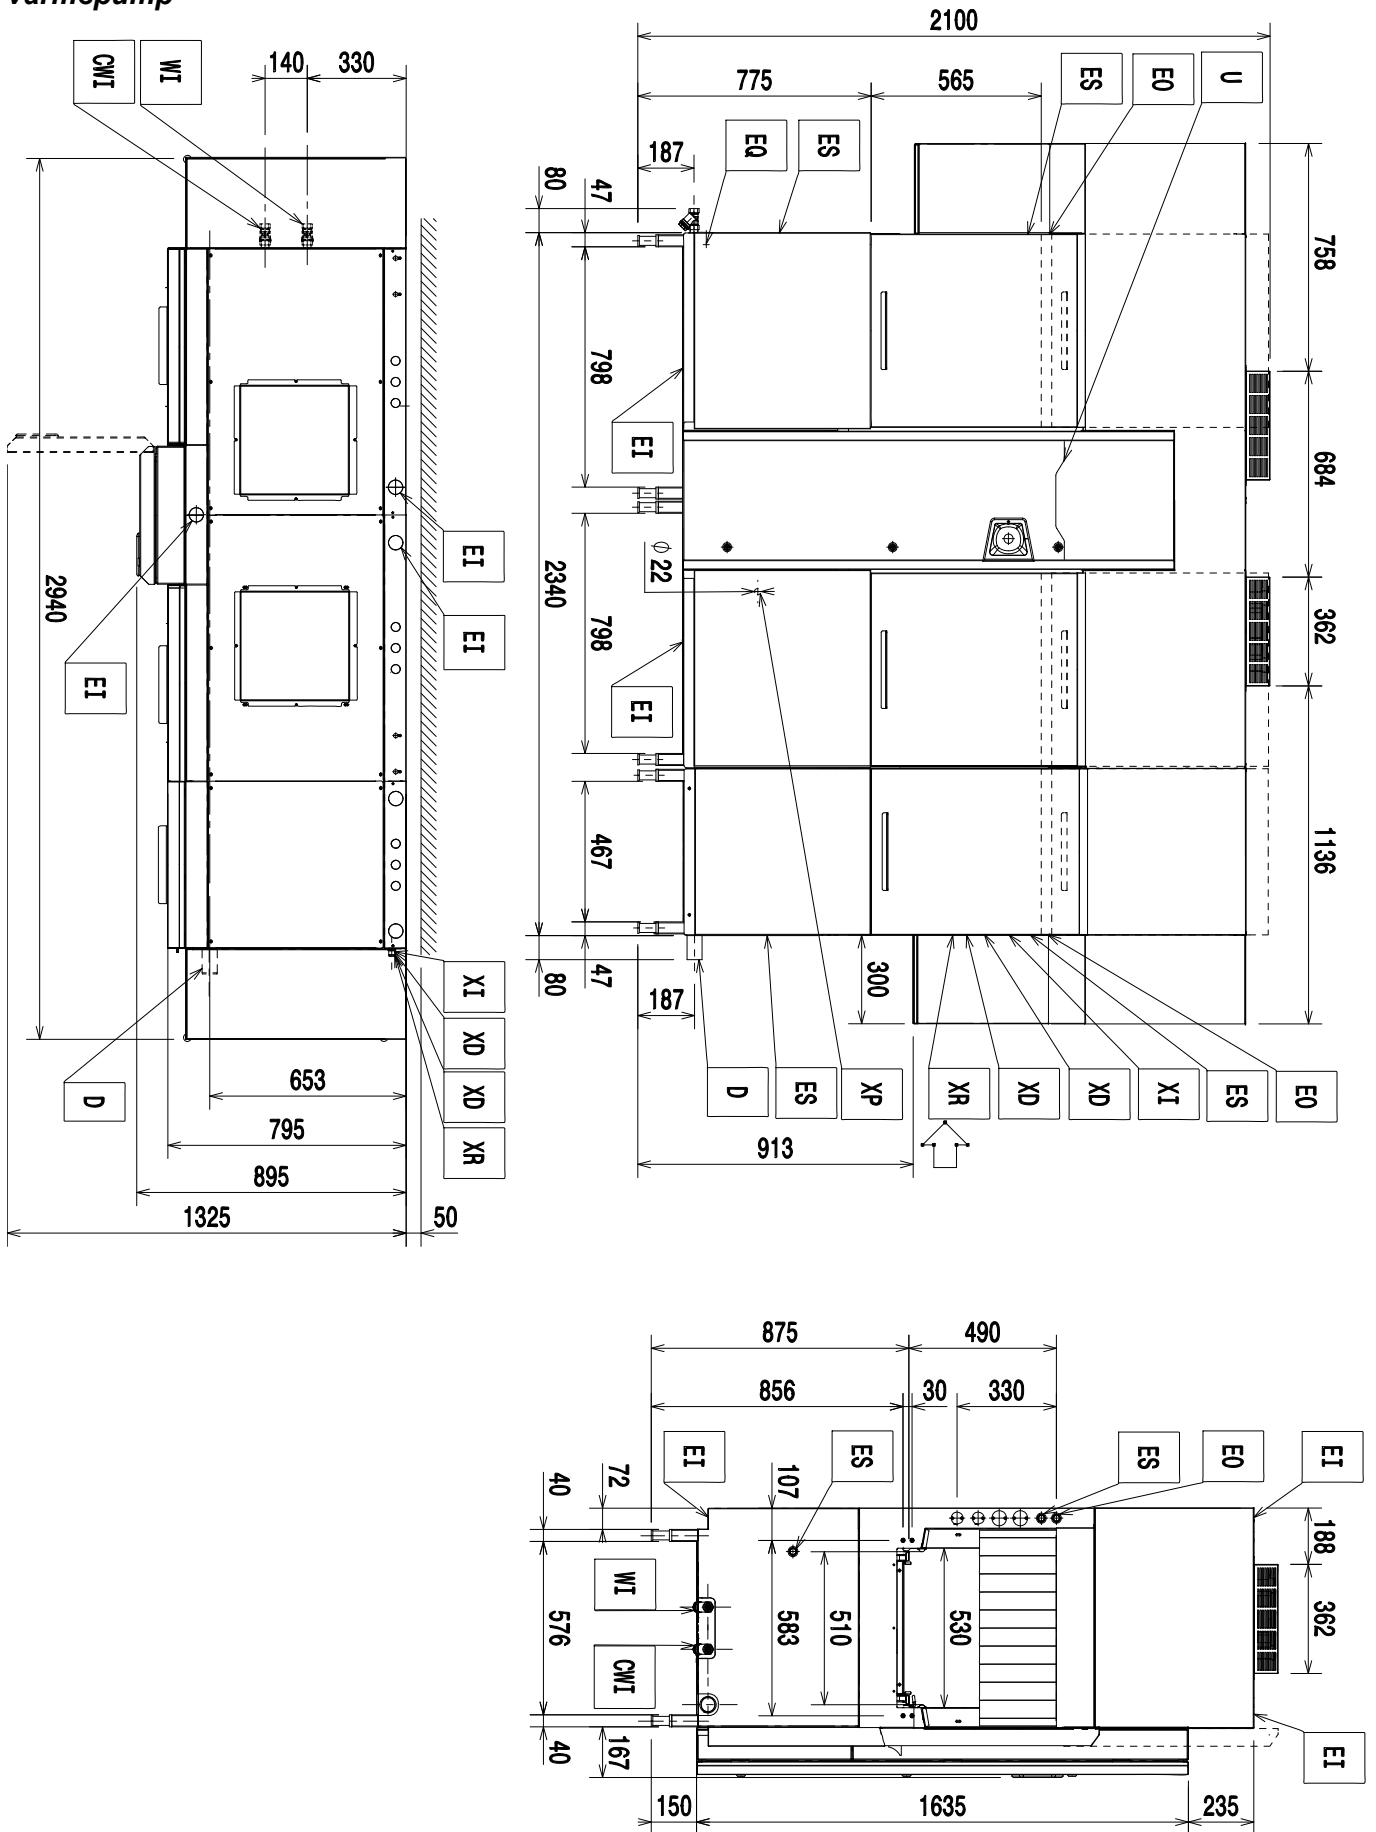 Värmepump
2100
775
565
ES
EO
U
187
EQ
ES
80
47
758
798
684
EI
2340
Φ 22
798
362
EI
467
1136
47
80
187
300
D
ES
XP
XR
XD
XD
XI
ES
EO
913
CWI
WI
140
330
2940
EI
EI
EI
XI
XD
XD
XR
D
653
795
895
1325
50
875
490
856
30
330
EI
ES
ES
EO
EI
40
72
107
188
WI
576
583
510
530
362
CWI
40
167
EI
150
1635
235